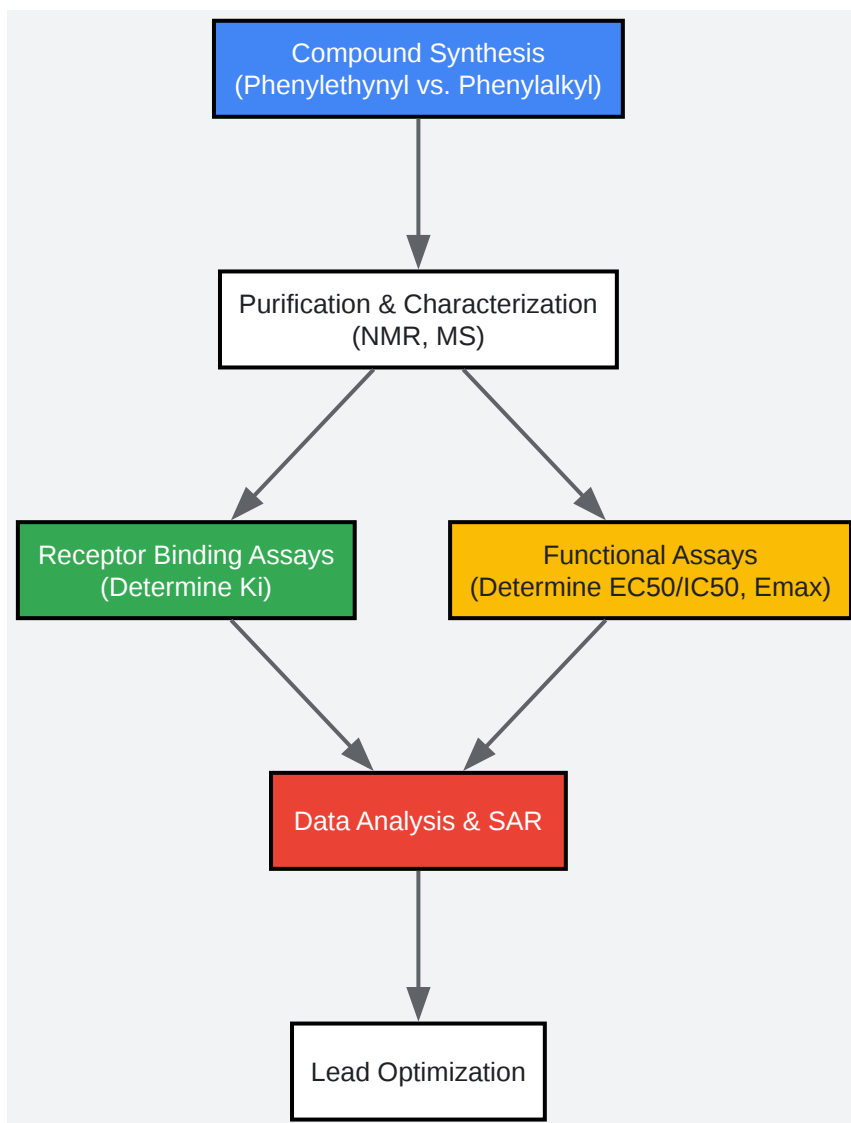 Compound Synthesis
(Phenylethynyl vs. Phenylalkyl)
Purification & Characterization
(NMR, MS)
Receptor Binding Assays
(Determine Ki)
Functional Assays
(Determine EC50/IC50, Emax)
Data Analysis & SAR
Lead Optimization